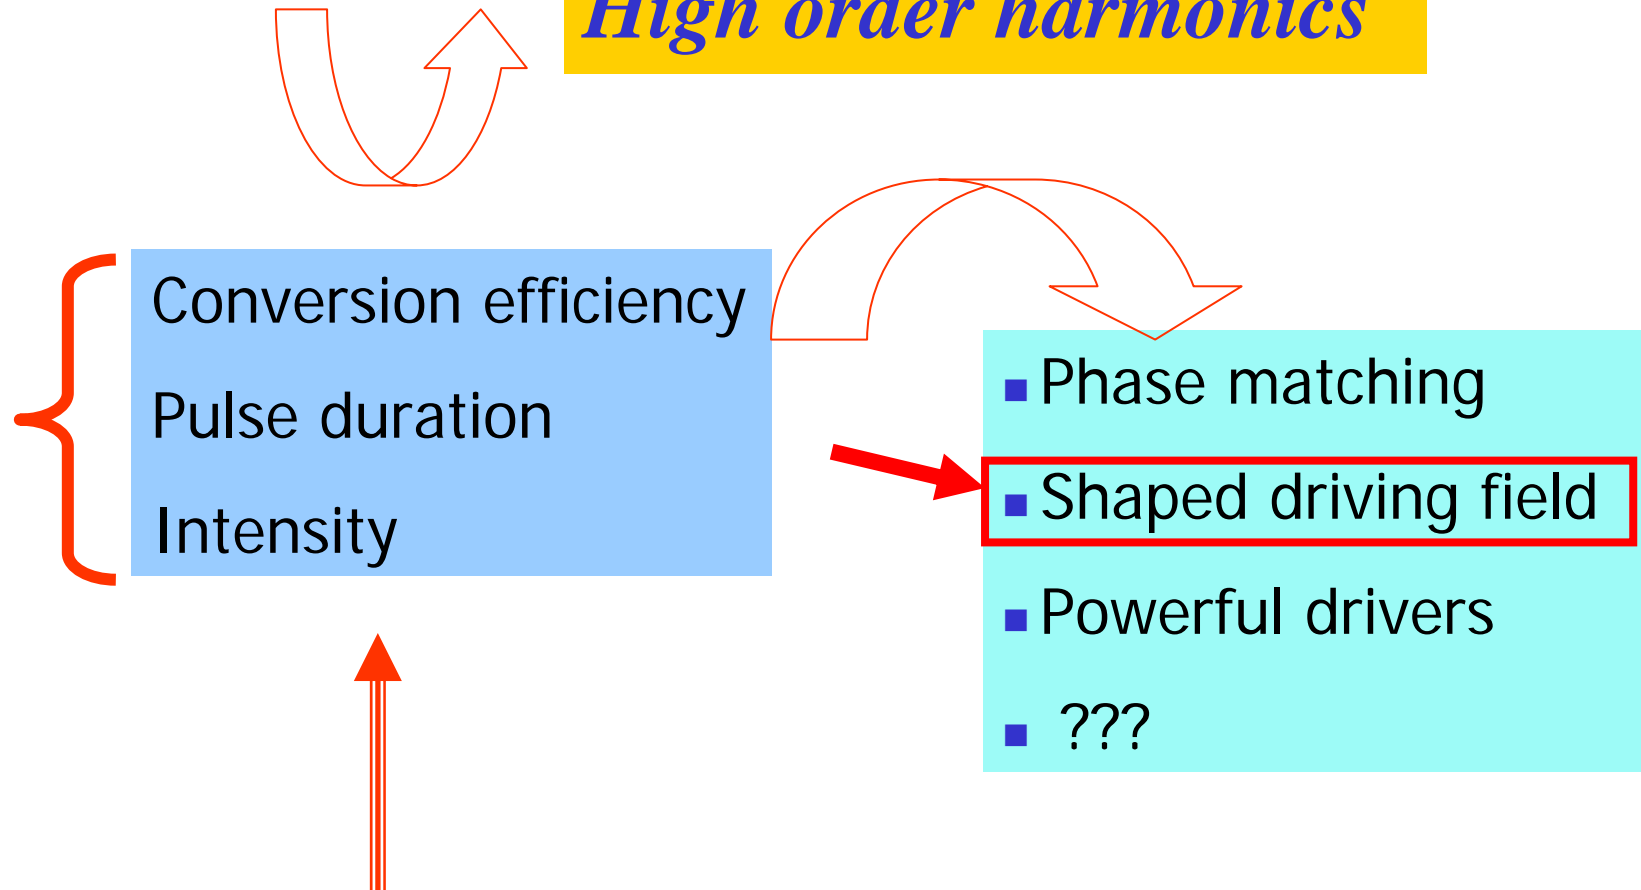 High order harmonics
Conversion efficiency
Pulse duration
Intensity
Phase matching
Shaped driving field
Powerful drivers
???